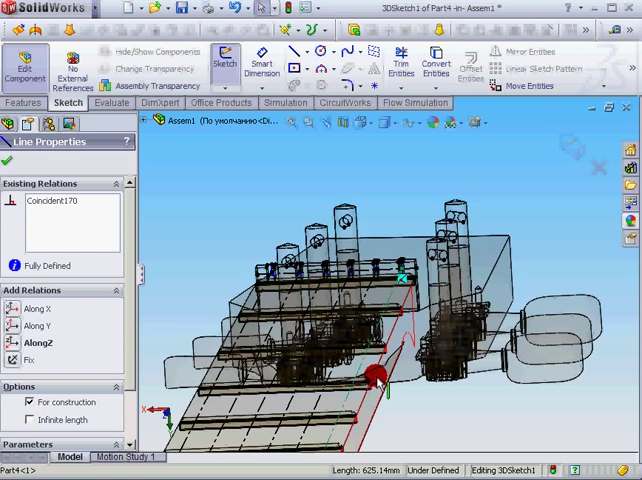 SolidWorks
3DSketch1 of Part4 -in- Assem1 *
Edit Component
No External References
Hide/Show Components
Change Transparency
Assembly Transparency
Sketch
Smart Dimension
Trim Entities
Convert Entities
Offset Entities
Mirror Entities
Linear Sketch Pattern
Move Entities
Features
Sketch
Evaluate
DimXpert
Office Products
Simulation
CircuitWorks
Flow Simulation
Assem1 (По умолчанию<Di...
Line Properties
?
Existing Relations
Coincident170
Fully Defined
Add Relations
Along X
Along Y
AlongZ
Fix
Options
For construction
Infinite length
Parameters
X
Model
Motion Study 1
Length: 625.14mm
Under Defined
Editing 3DSketch1
?